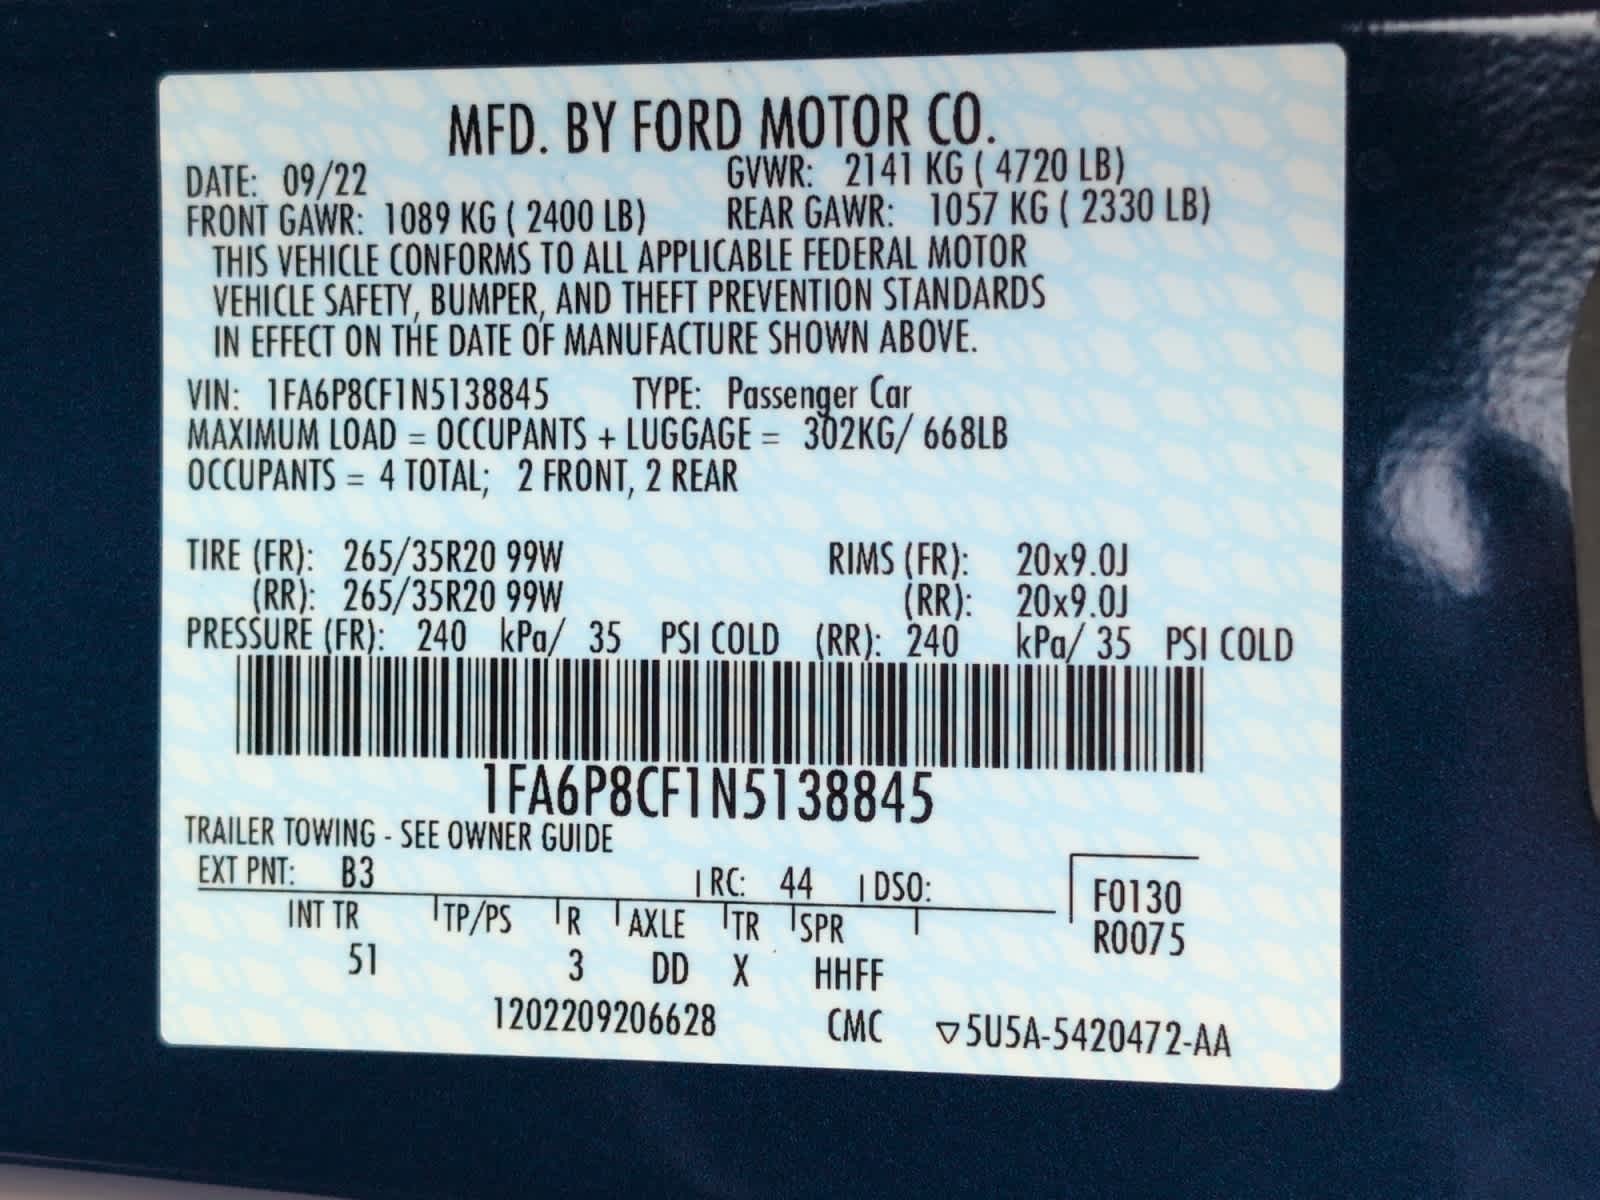 MFD. BY FORD MOTOR CO.
DATE: 09/22 GVWR: 2141 KG ( 4720 LB)
FRONT GAWR: 1089 KG ( 2400 LB) REAR GAWR: 1057 KG ( 2330 LB)
THIS VEHICLE CONFORMS TO ALL APPLICABLE FEDERAL MOTOR
VEHICLE SAFETY, BUMPER, AND THEFT PREVENTION STANDARDS
IN EFFECT ON THE DATE OF MANUFACTURE SHOWN ABOVE.
VIN: 1FA6P8CF1N5138845 TYPE: Passenger Car
MAXIMUM LOAD = OCCUPANTS + LUGGAGE = 302KG/ 668LB
OCCUPANTS = 4 TOTAL; 2 FRONT, 2 REAR
TIRE (FR): 265/35R20 99W RIMS (FR): 20x9.0J
(RR): 265/35R20 99W (RR): 20x9.0J
PRESSURE (FR): 240 kPa/ 35 PSI COLD (RR): 240 kPa/ 35 PSI COLD
1FA6P8CF1N5138845
TRAILER TOWING - SEE OWNER GUIDE
EXT PNT: B3 RC: 44 DSO: F0130
INT TR TP/PS R AXLE TR SPR R0075
51 3 DD X HHFF
1202209206628 CMC ▽5U5A-5420472-AA